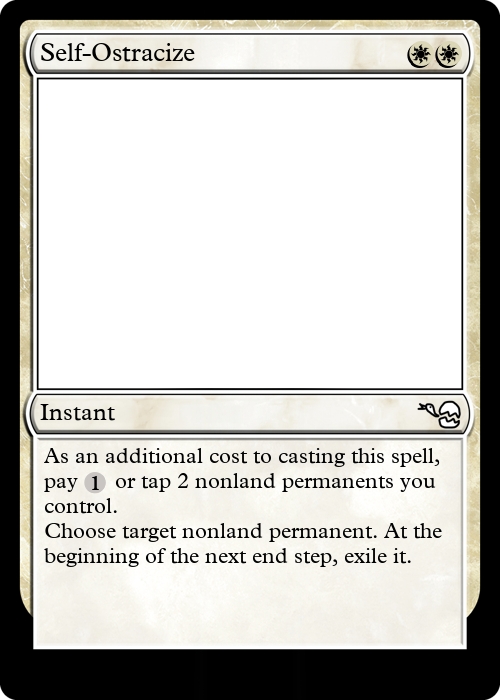 Self-Ostracize
Instant
As an additional cost to casting this spell,
pay 1 or tap 2 nonland permanents you
control.
Choose target nonland permanent. At the
beginning of the next end step, exile it.